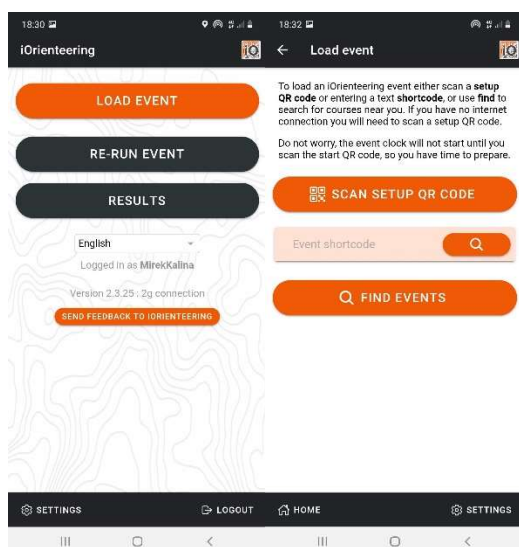 18:30
iOrienteering
iO
LOAD EVENT
RE-RUN EVENT
RESULTS
English
Logged in as MirekKalina
Version 2.3.25 : 2g connection
SEND FEEDBACK TO IORIENTEERING
SETTINGS
LOGOUT
18:32
Load event
iO
To load an iOrienteering event either scan a setup
QR code or entering a text shortcode, or use find to
search for courses near you. If you have no internet
connection you will need to scan a setup QR code.
Do not worry, the event clock will not start until you
scan the start QR code, so you have time to prepare.
SCAN SETUP QR CODE
Event shortcode
FIND EVENTS
HOME
SETTINGS